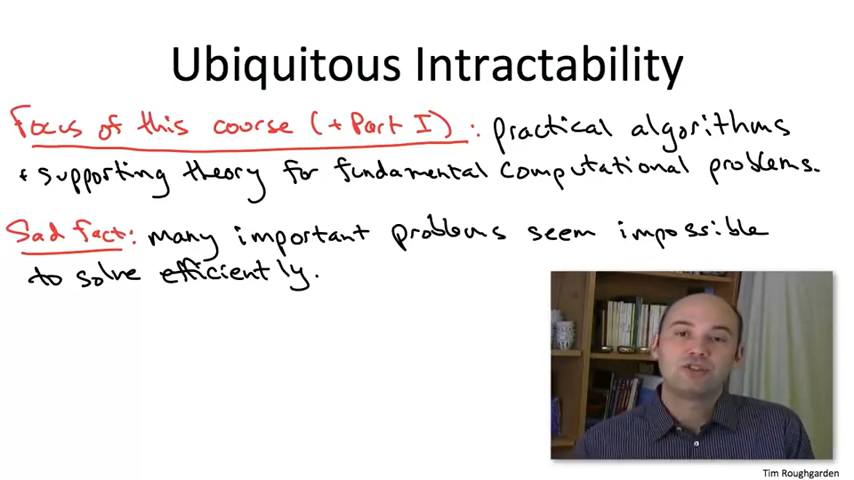 Ubiquitous Intractability
Focus of this course (+ Part I): practical algorithms
+ supporting theory for fundamental computational problems.
Sad fact: many important problems seem impossible
to solve efficiently.
Tim Roughgarden